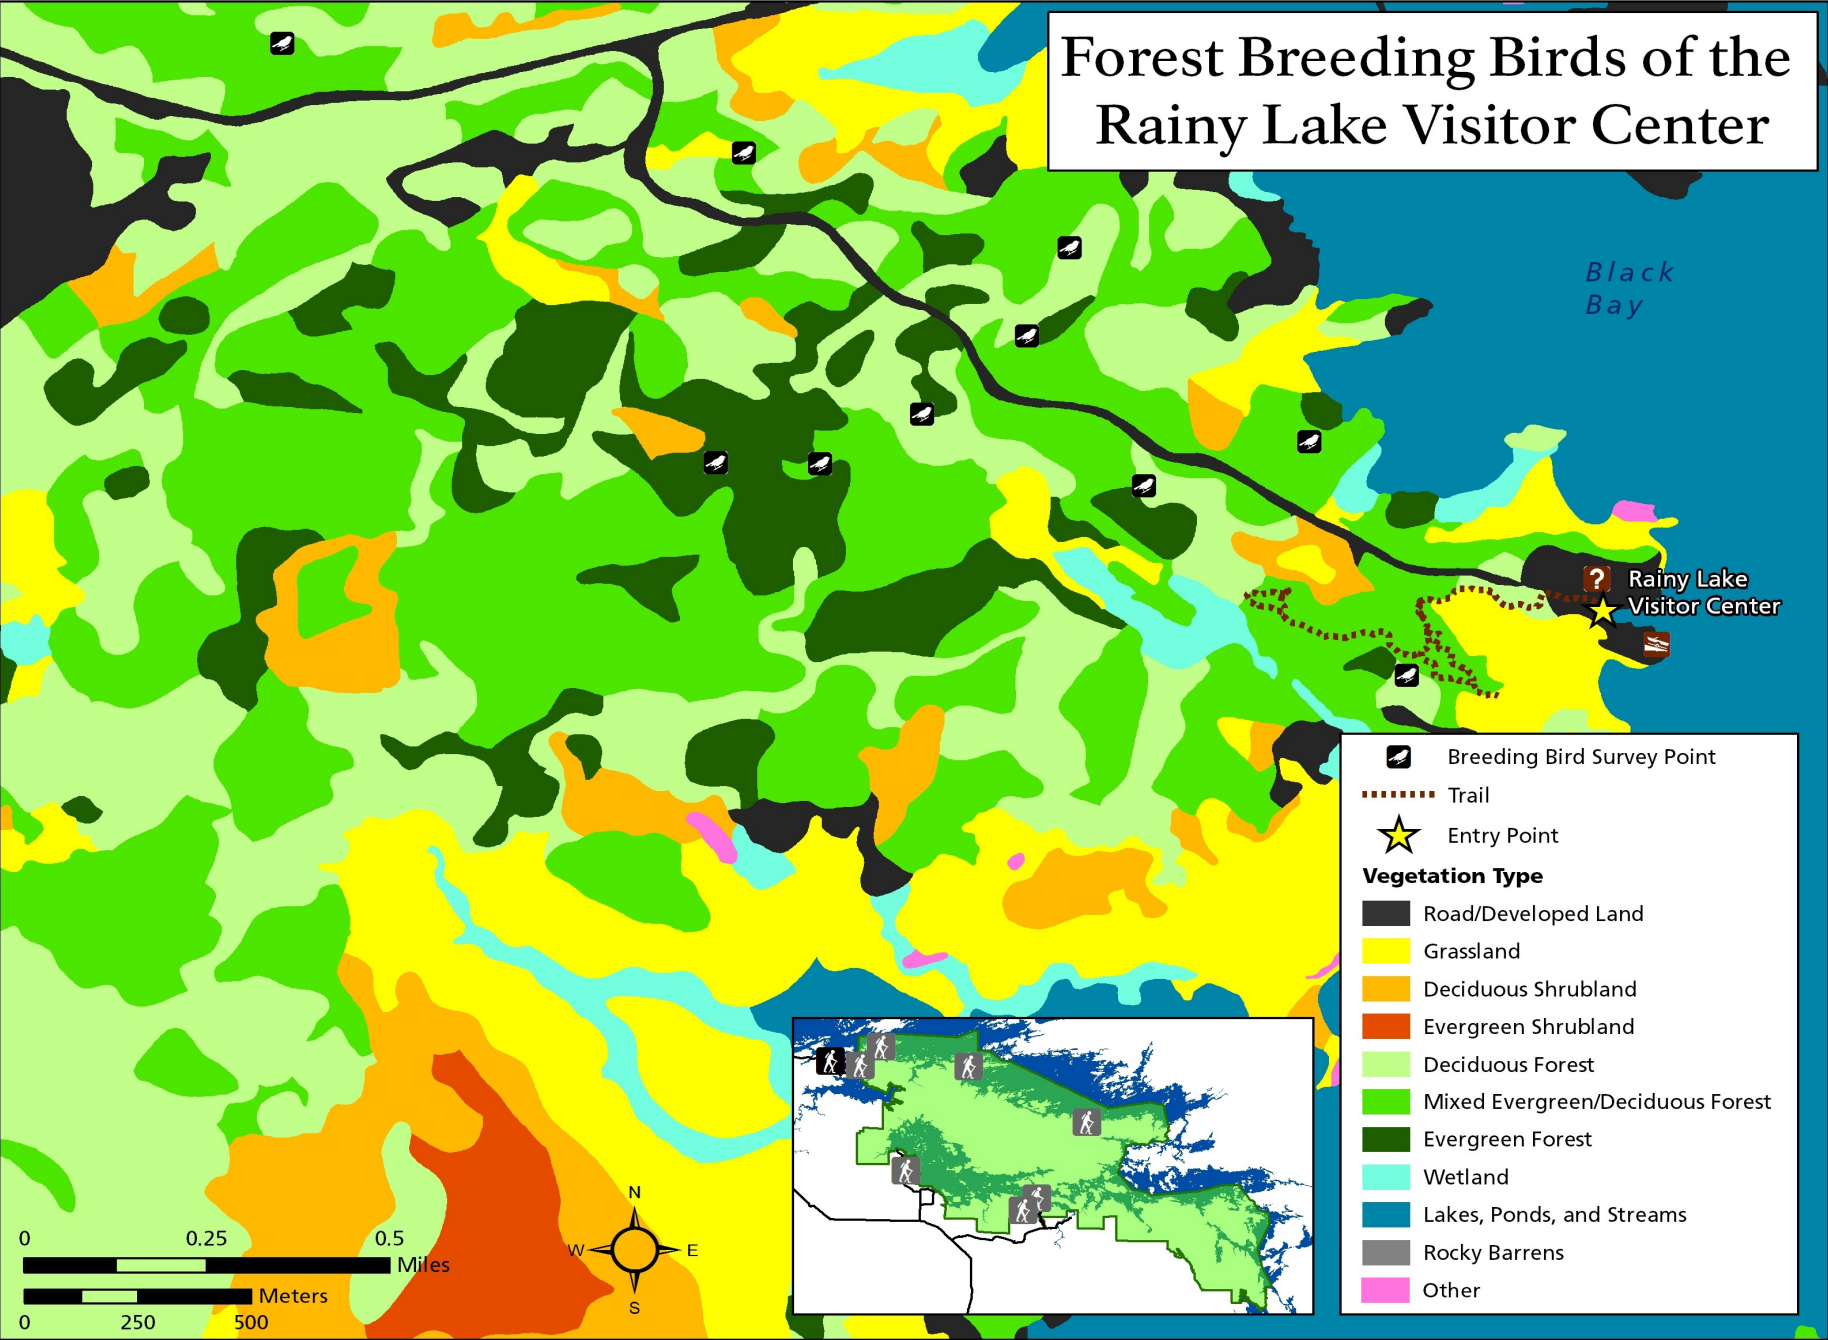 Forest Breeding Birds of the
Rainy Lake Visitor Center
Black
Bay
?
Rainy Lake
Visitor Center
Breeding Bird Survey Point
Trail
Entry Point
Vegetation Type
Road/Developed Land
Grassland
Deciduous Shrubland
Evergreen Shrubland
Deciduous Forest
Mixed Evergreen/Deciduous Forest
Evergreen Forest
Wetland
Lakes, Ponds, and Streams
Rocky Barrens
Other
N
W E
S
0 0.25 0.5
Miles
Meters
0 250 500